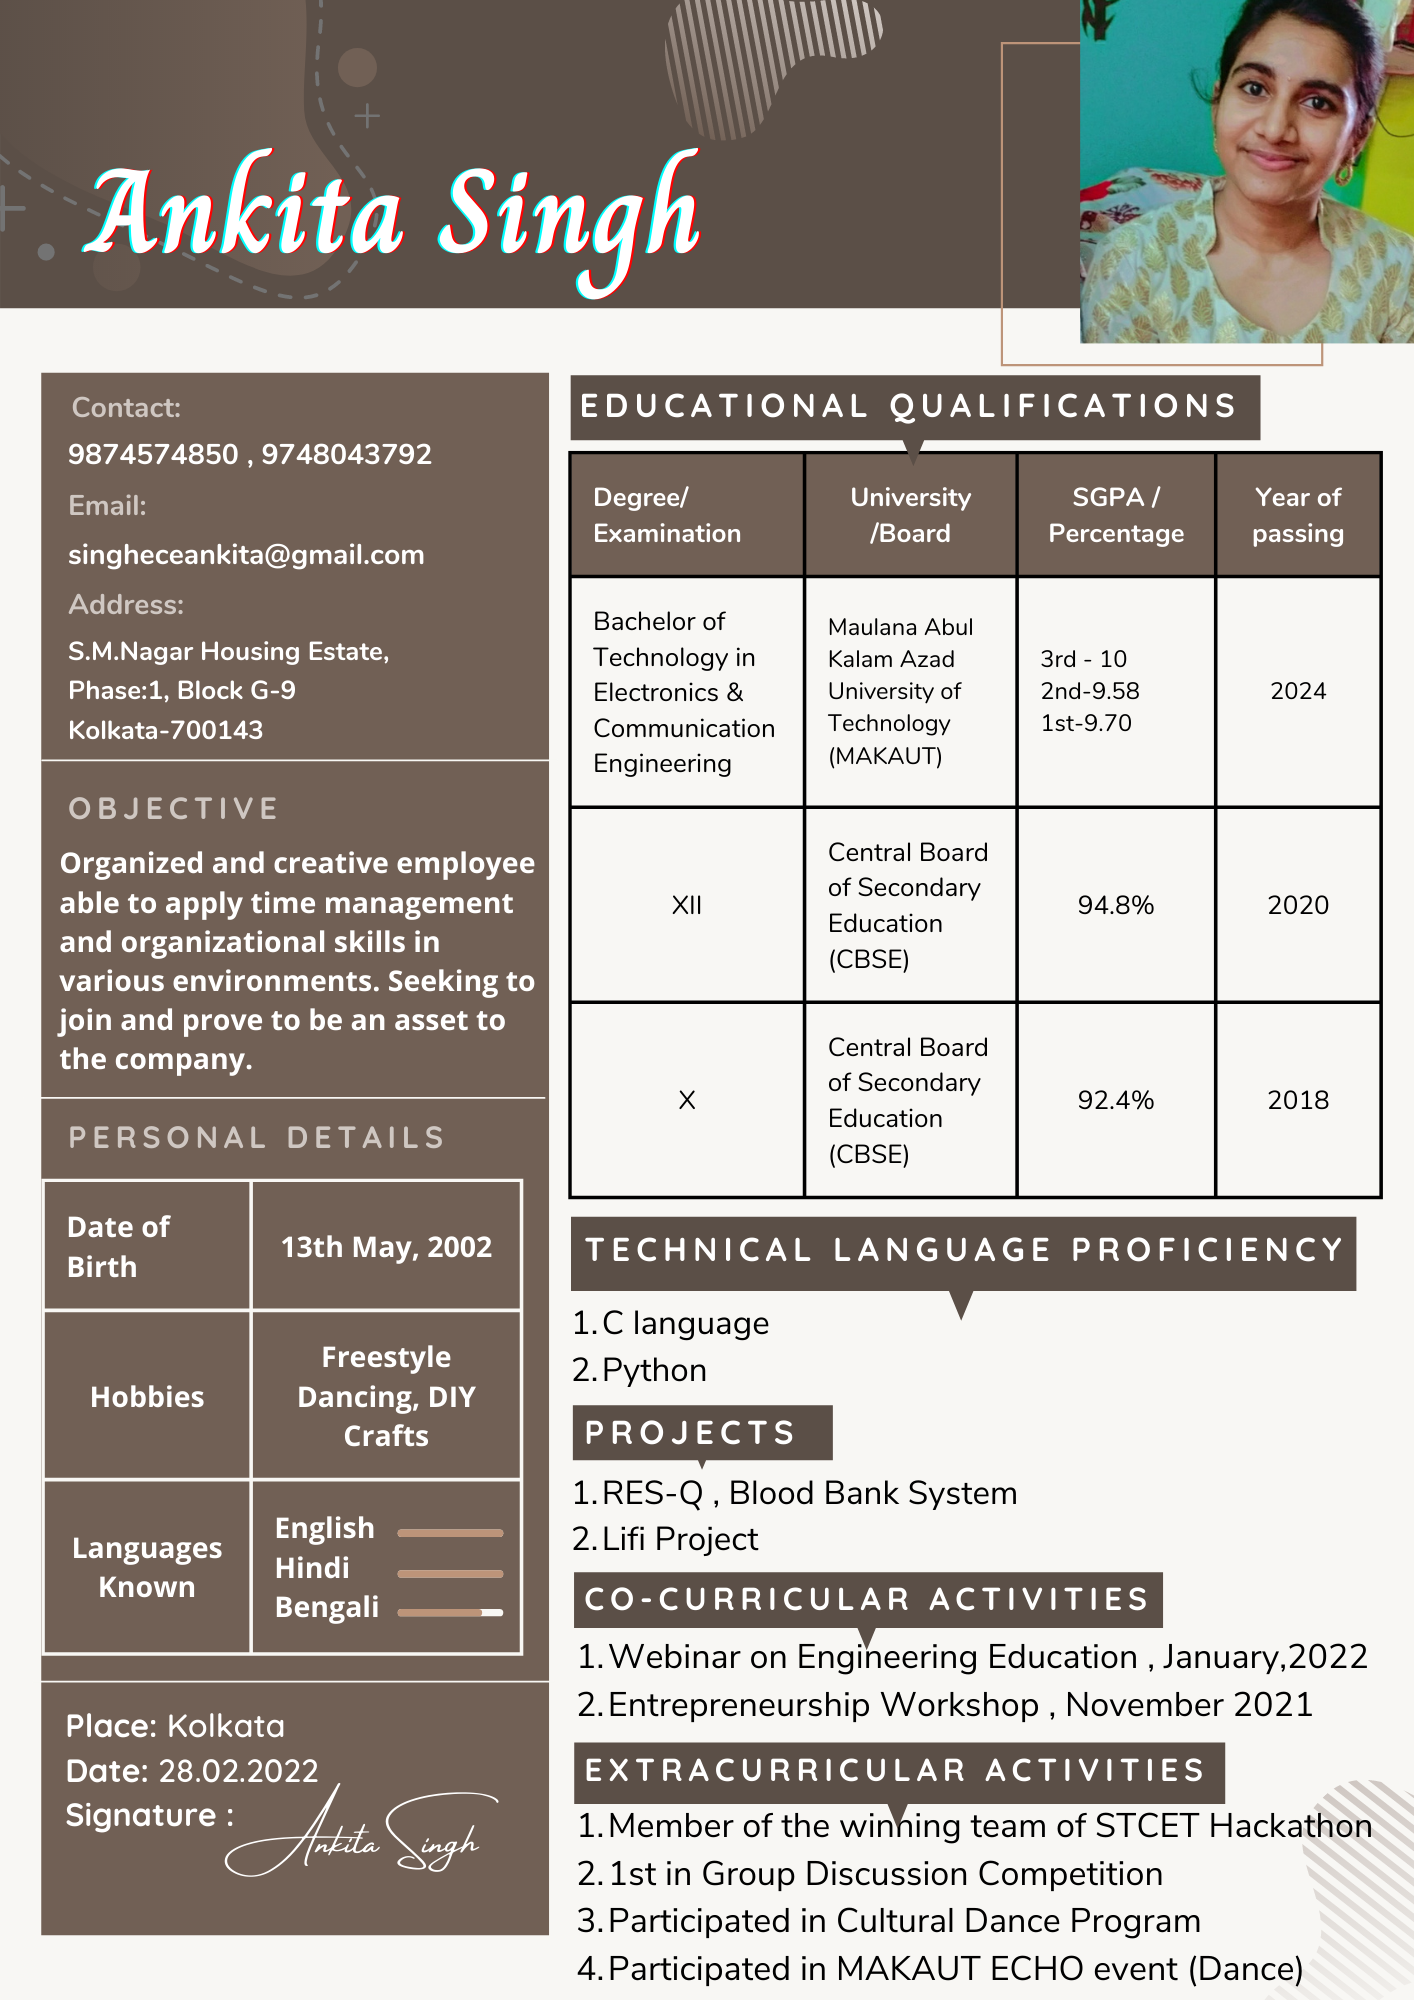 Ankita Singh
Contact:
9874574850 , 9748043792
Email:
singheceankita@gmail.com
Address:
S.M.Nagar Housing Estate,
Phase:1, Block G-9
Kolkata-700143
OBJECTIVE
Organized and creative employee
able to apply time management
and organizational skills in
various environments. Seeking to
join and prove to be an asset to
the company.
PERSONAL DETAILS
Date of
Birth
13th May, 2002
Hobbies
Freestyle
Dancing, DIY
Crafts
Languages
Known
English
Hindi
Bengali
Place: Kolkata
Date: 28.02.2022
Signature :
Ankita Singh
EDUCATIONAL QUALIFICATIONS
Degree/
Examination
University
/Board
SGPA /
Percentage
Year of
passing
Bachelor of
Technology in
Electronics &
Communication
Engineering
Maulana Abul
Kalam Azad
University of
Technology
(MAKAUT)
3rd - 10
2nd-9.58
1st-9.70
2024
XII
Central Board
of Secondary
Education
(CBSE)
94.8%
2020
X
Central Board
of Secondary
Education
(CBSE)
92.4%
2018
TECHNICAL LANGUAGE PROFICIENCY
1. C language
2. Python
PROJECTS
1. RES-Q , Blood Bank System
2. Lifi Project
CO-CURRICULAR ACTIVITIES
1. Webinar on Engineering Education , January,2022
2. Entrepreneurship Workshop , November 2021
EXTRACURRICULAR ACTIVITIES
1. Member of the winning team of STCET Hackathon
2. 1st in Group Discussion Competition
3. Participated in Cultural Dance Program
4. Participated in MAKAUT ECHO event (Dance)